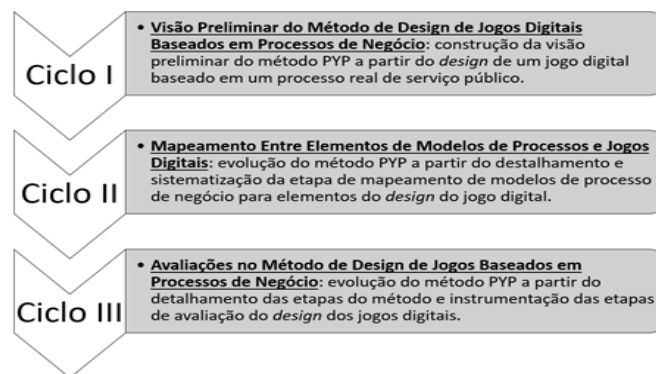 Ciclo I
• Visão Preliminar do Método de Design de Jogos Digitais
Baseados em Processos de Negócio: construção da visão
preliminar do método PYP a partir do design de um jogo digital
baseado em um processo real de serviço público.
Ciclo II
• Mapeamento Entre Elementos de Modelos de Processos e Jogos
Digitais: evolução do método PYP a partir do destalhamento e
sistematização da etapa de mapeamento de modelos de processo
de negócio para elementos do design do jogo digital.
Ciclo III
• Avaliações no Método de Design de Jogos Baseados em
Processos de Negócio: evolução do método PYP a partir do
detalhamento das etapas do método e instrumentação das etapas
de avaliação do design dos jogos digitais.